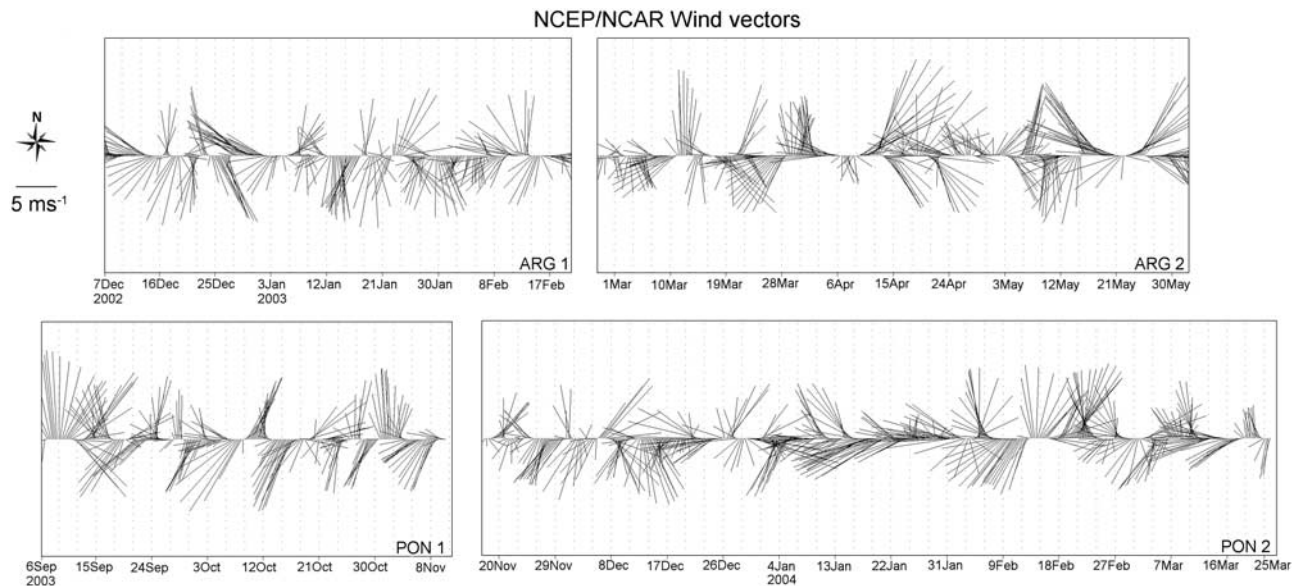 NCEP/NCAR Wind vectors
N
5 ms⁻¹
ARG 1
7Dec 16Dec 25Dec 3Jan 12Jan 21Jan 30Jan 8Feb 17Feb
2002 2003
ARG 2
1Mar 10Mar 19Mar 28Mar 6Apr 15Apr 24Apr 3May 12May 21May 30May
PON 1
6Sep 15Sep 24Sep 3Oct 12Oct 21Oct 30Oct 8Nov
2003
PON 2
20Nov 29Nov 8Dec 17Dec 26Dec 4Jan 13Jan 22Jan 31Jan 9Feb 18Feb 27Feb 7Mar 16Mar 25Mar
2004